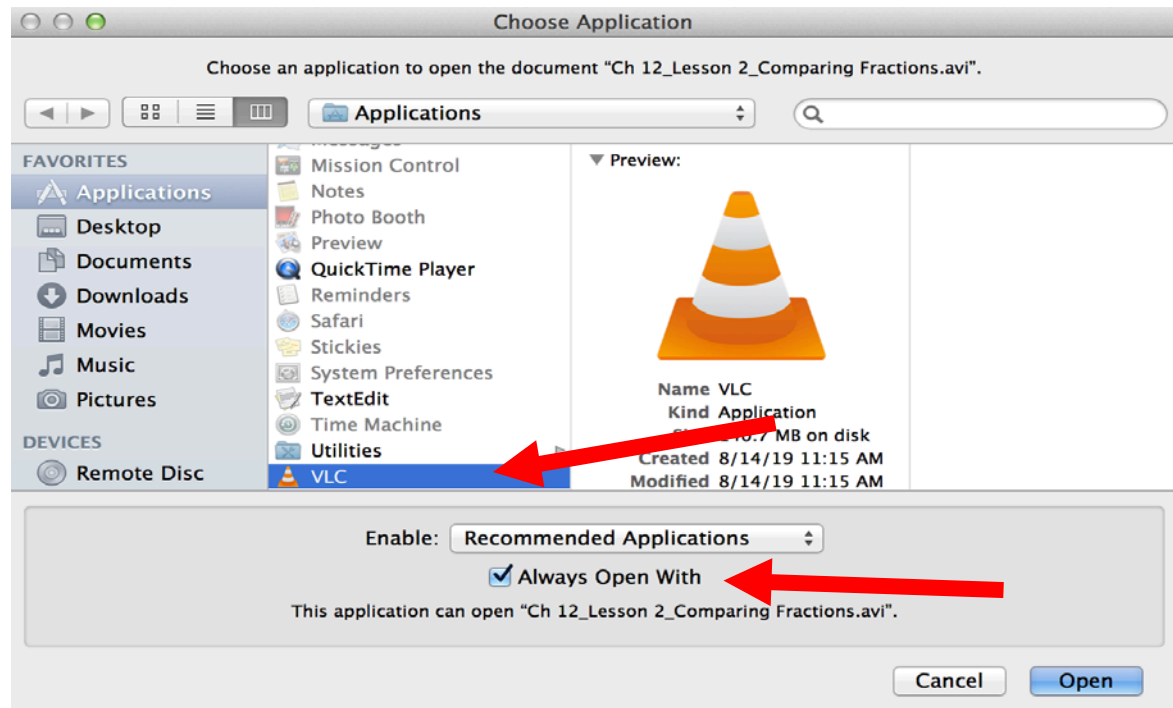 Choose Application
Choose an application to open the document “Ch 12_Lesson 2_Comparing Fractions.avi”.
Applications
FAVORITES
Applications
Desktop
Documents
Downloads
Movies
Music
Pictures
DEVICES
Remote Disc
Mission Control
Notes
Photo Booth
Preview
QuickTime Player
Reminders
Safari
Stickies
System Preferences
TextEdit
Time Machine
Utilities
VLC
Preview:
Name VLC
Kind Application
MB on disk
Created 8/14/19 11:15 AM
Modified 8/14/19 11:15 AM
Enable: Recommended Applications
Always Open With
This application can open “Ch 12_Lesson 2_Comparing Fractions.avi”.
Cancel Open